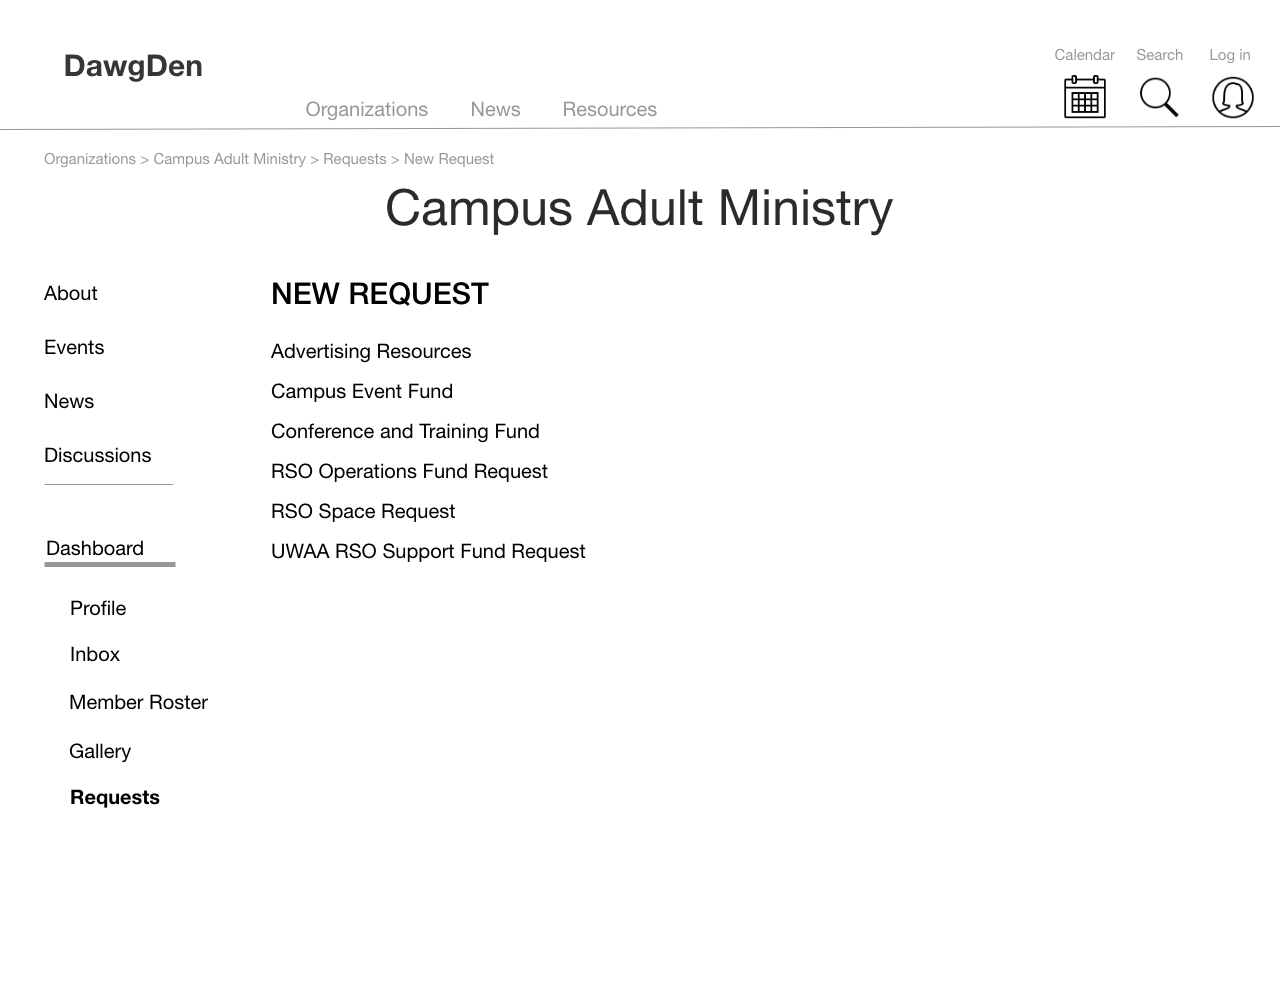 DawgDen
Calendar Search Log in
Organizations News Resources
Organizations > Campus Adult Ministry > Requests > New Request
Campus Adult Ministry
About
Events
News
Discussions
Dashboard
Profile
Inbox
Member Roster
Gallery
Requests
NEW REQUEST
Advertising Resources
Campus Event Fund
Conference and Training Fund
RSO Operations Fund Request
RSO Space Request
UWAA RSO Support Fund Request